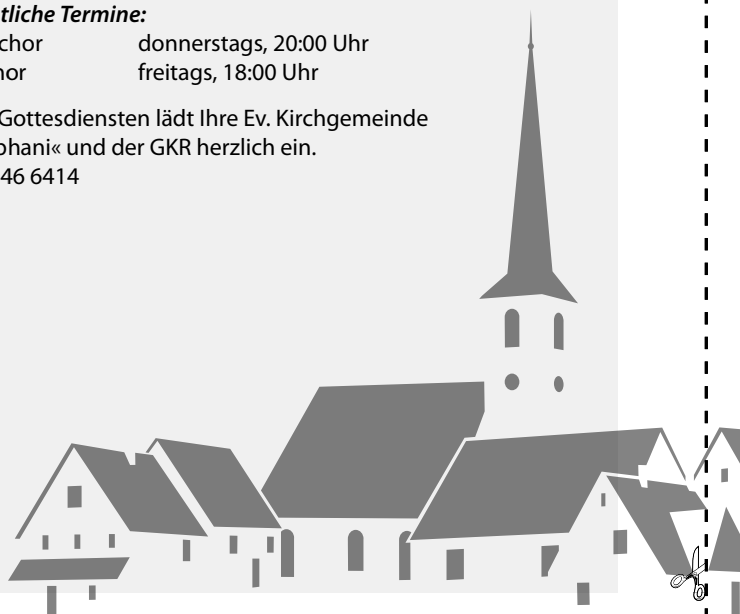 tliche Termine:
chor donnerstags, 20:00 Uhr
nor freitags, 18:00 Uhr
Gottesdiensten lädt Ihre Ev. Kirchgemeinde
phani« und der GKR herzlich ein.
46 6414